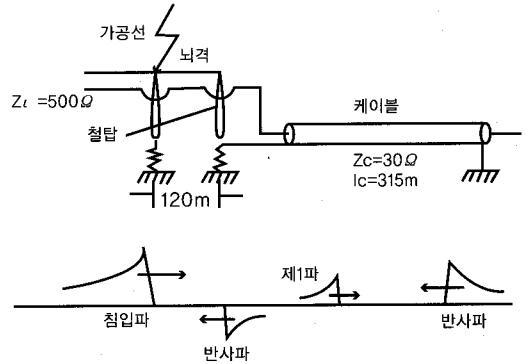 가공선
뇌격
Zι =500Ω
철탑
케이블
Zc=30Ω
lc=315m
120m
제1파
침입파
반사파
반사파